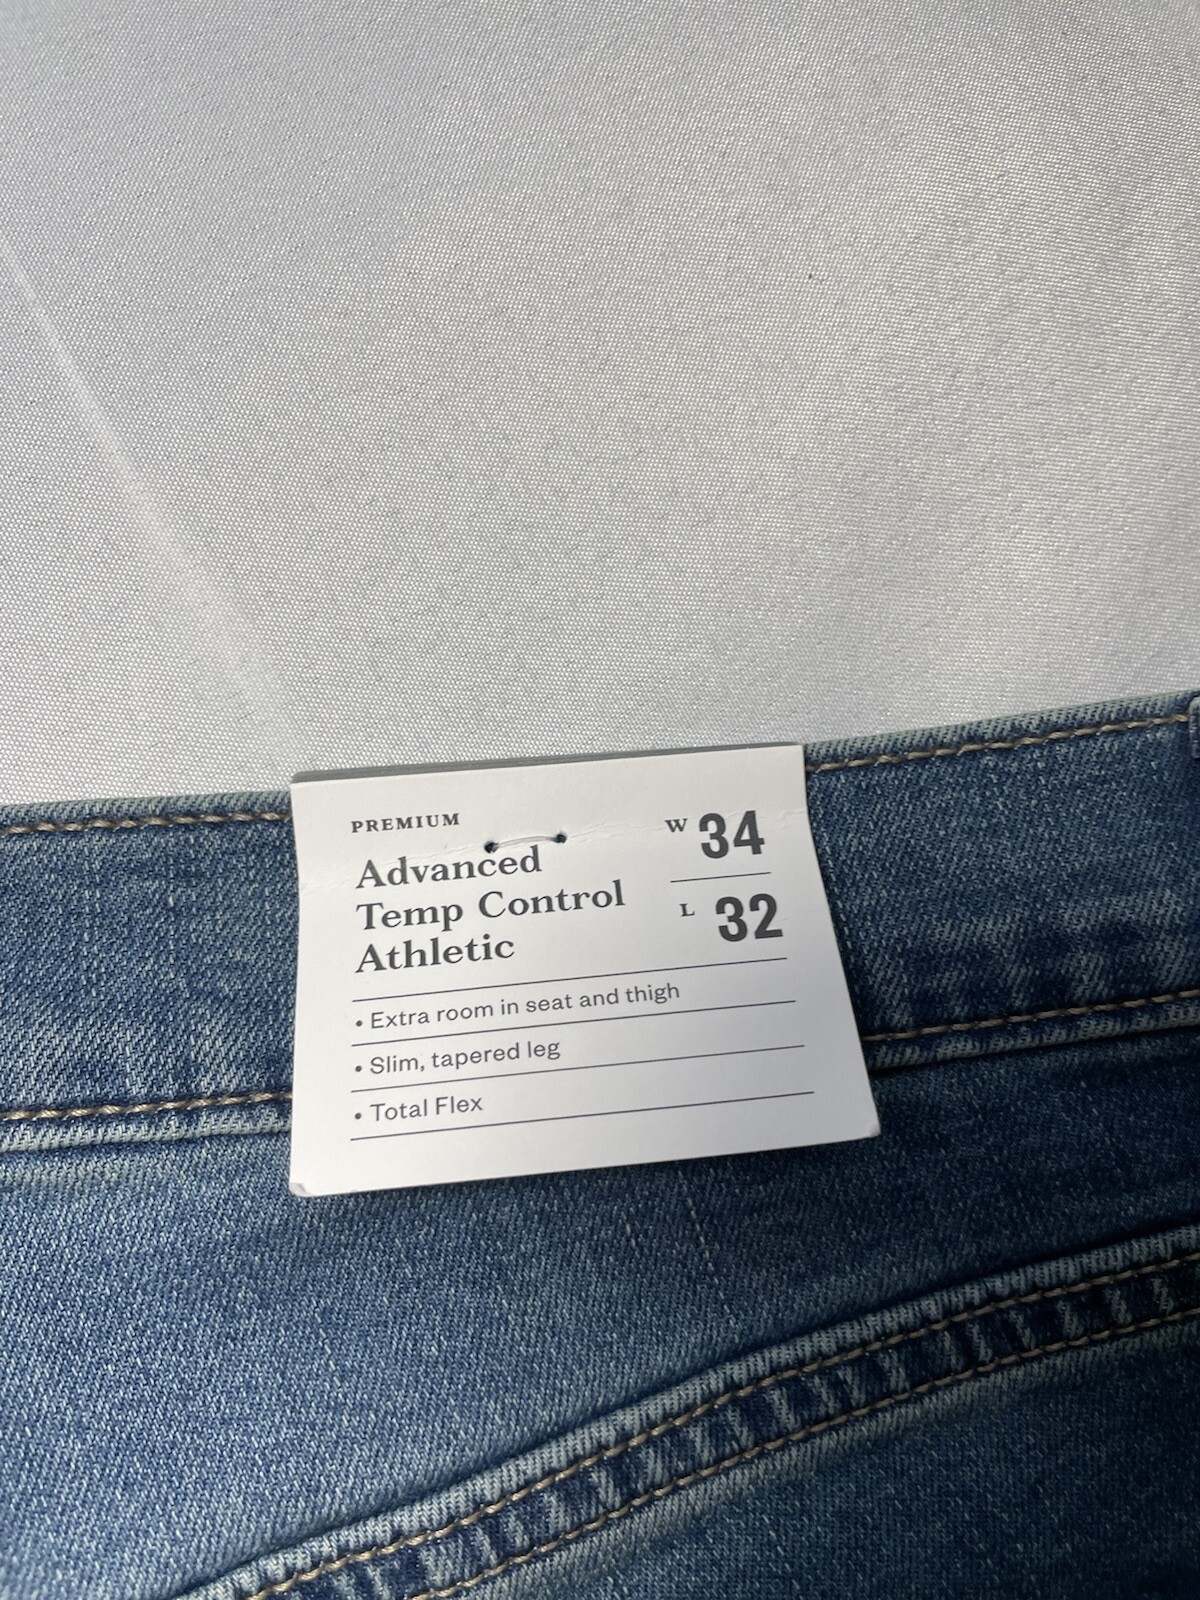 PREMIUM
Advanced
Temp Control
Athletic
W 34
L 32
• Extra room in seat and thigh
• Slim, tapered leg
• Total Flex